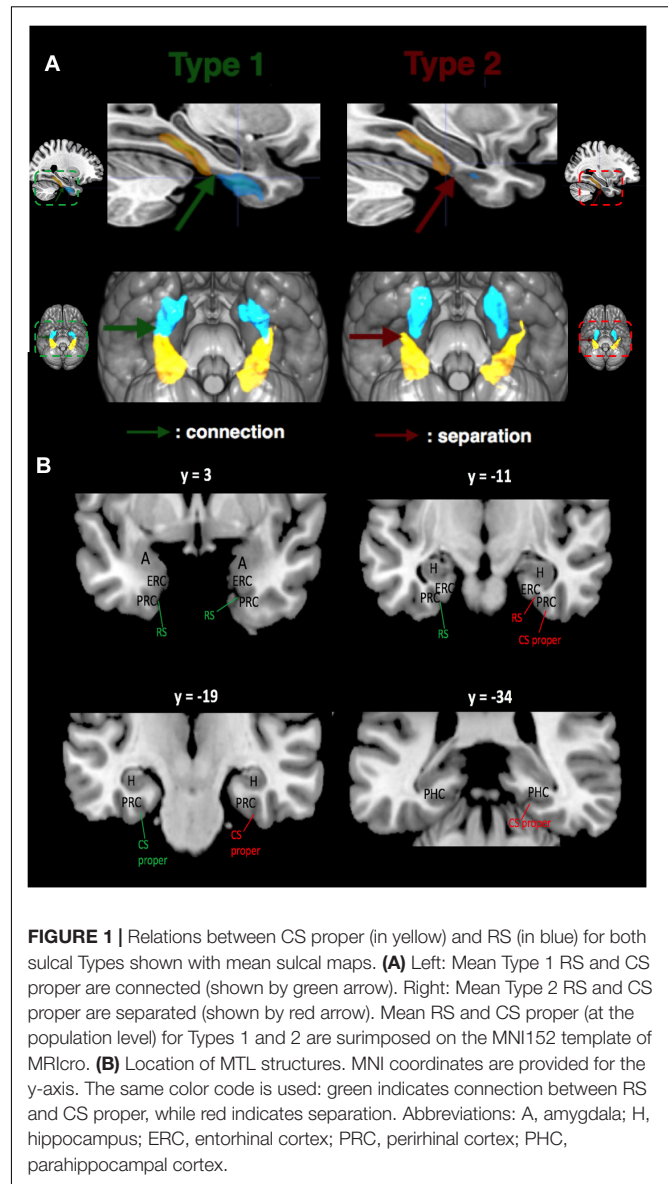 A
Type 1
Type 2
: connection
: separation
B
y = 3
y = -11
A
A
ERC
ERC
PRC
PRC
RS
RS
H
H
ERC
ERC
PRC
PRC
RS
RS
CS proper
y = -19
y = -34
H
H
PRC
PRC
CS
proper
CS
proper
PHC
PHC
CS proper
FIGURE 1 | Relations between CS proper (in yellow) and RS (in blue) for both
sulcal Types shown with mean sulcal maps. (A) Left: Mean Type 1 RS and CS
proper are connected (shown by green arrow). Right: Mean Type 2 RS and CS
proper are separated (shown by red arrow). Mean RS and CS proper (at the
population level) for Types 1 and 2 are surimposed on the MNI152 template of
MRIcro. (B) Location of MTL structures. MNI coordinates are provided for the
y-axis. The same color code is used: green indicates connection between RS
and CS proper, while red indicates separation. Abbreviations: A, amygdala; H,
hippocampus; ERC, entorhinal cortex; PRC, perirhinal cortex; PHC,
parahippocampal cortex.